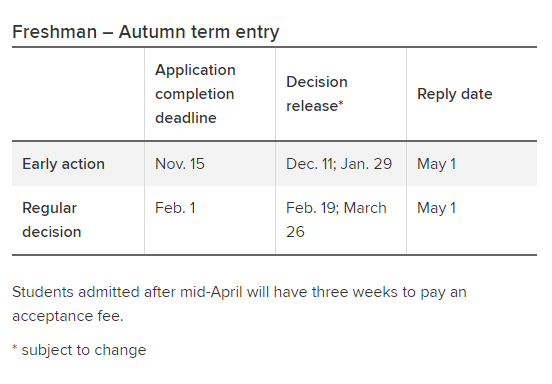 Freshman – Autumn term entry
Application completion deadline
Decision release*
Reply date
Early action
Nov. 15
Dec. 11; Jan. 29
May 1
Regular decision
Feb. 1
Feb. 19; March 26
May 1
Students admitted after mid-April will have three weeks to pay an
acceptance fee.
* subject to change